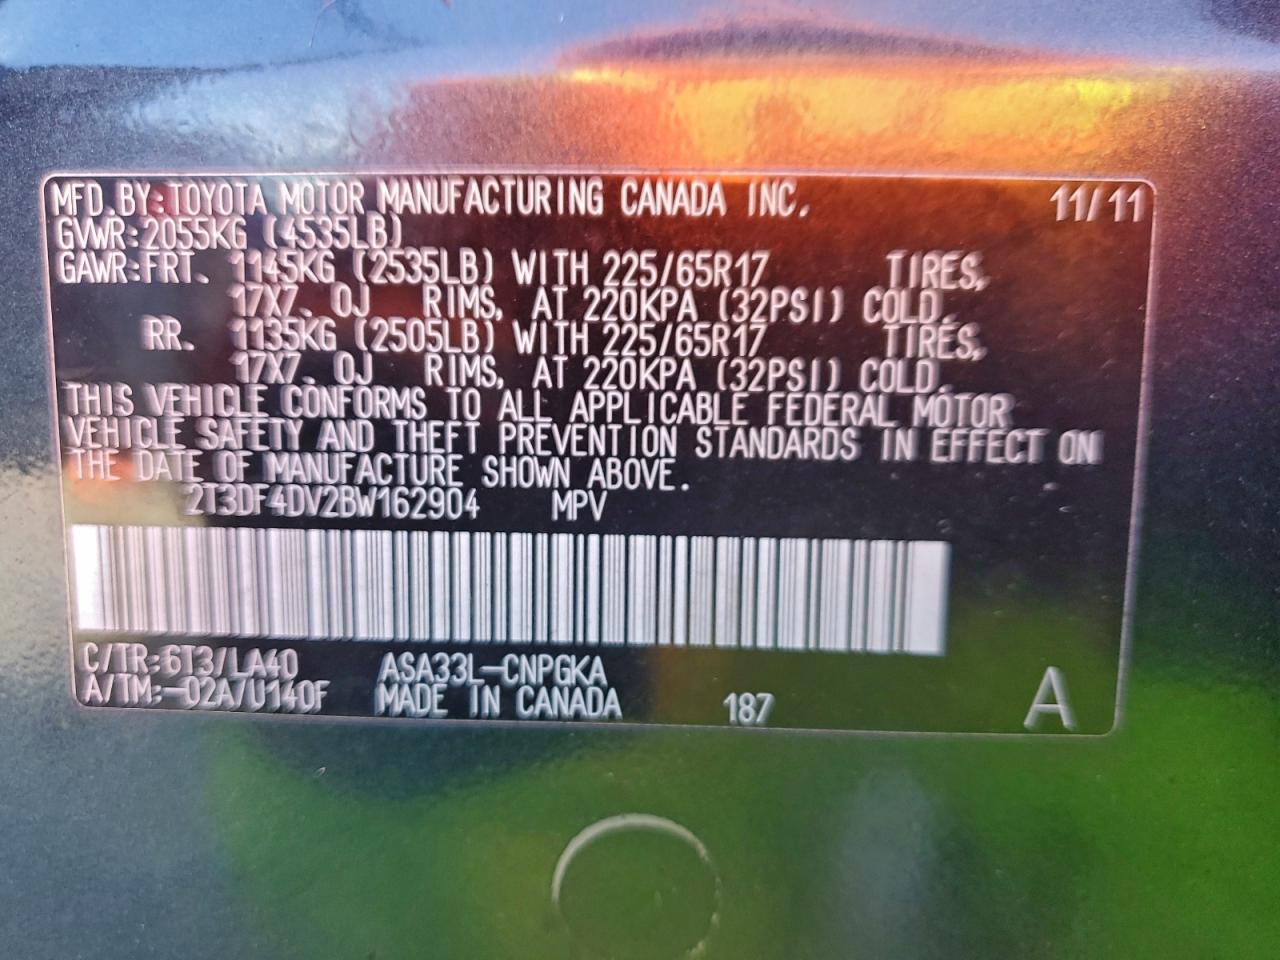 MFD.BY:TOYOTA MOTOR MANUFACTURING CANADA INC. 11/11
GVWR:2055KG (4535LB)
GAWR:FRT. 1145KG (2535LB) WITH 225/65R17 TIRES,
17X7.0J RIMS, AT 220KPA (32PSI) COLD.
RR. 1135KG (2505LB) WITH 225/65R17 TIRES,
17X7.0J RIMS, AT 220KPA (32PSI) COLD.
THIS VEHICLE CONFORMS TO ALL APPLICABLE FEDERAL MOTOR
VEHICLE SAFETY AND THEFT PREVENTION STANDARDS IN EFFECT ON
THE DATE OF MANUFACTURE SHOWN ABOVE.
2T3DF4DV2BW162904 MPV
C/TR:6T3/LA40 ASA33L-CNPGKA
A/TM:-02A/U140F MADE IN CANADA 187 A